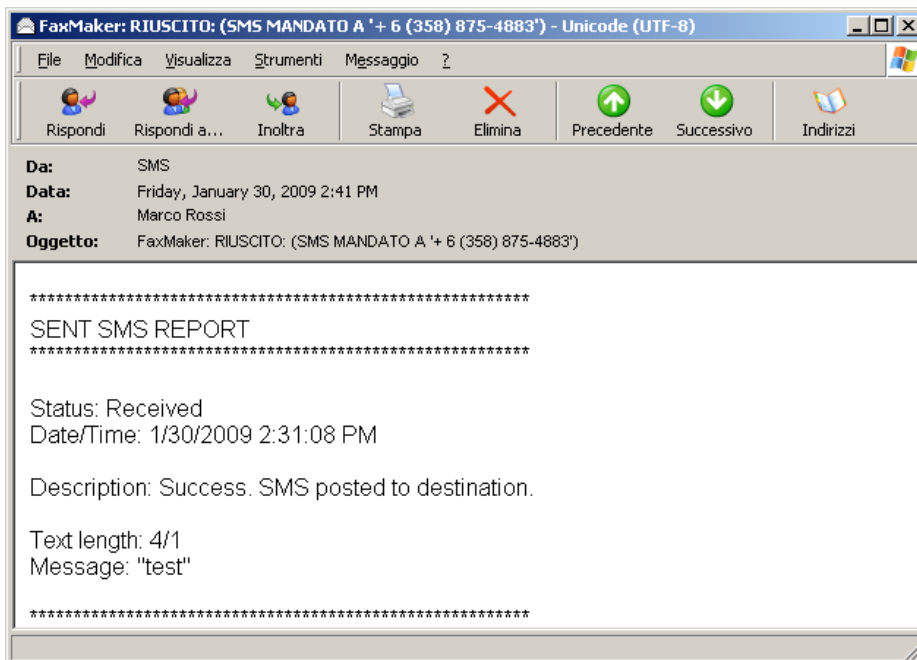 FaxMaker: RIUSCITO: (SMS MANDATO A '+ 6 (358) 875-4883') - Unicode (UTF-8)
File Modifica Visualizza Strumenti Messaggio ?
Rispondi Rispondi a... Inoltra Stampa Elimina Precedente Successivo Indirizzi
Da: SMS
Data: Friday, January 30, 2009 2:41 PM
A: Marco Rossi
Oggetto: FaxMaker: RIUSCITO: (SMS MANDATO A '+ 6 (358) 875-4883')
*********************************************************
SENT SMS REPORT
*********************************************************
Status: Received
Date/Time: 1/30/2009 2:31:08 PM
Description: Success. SMS posted to destination.
Text length: 4/1
Message: "test"
*********************************************************